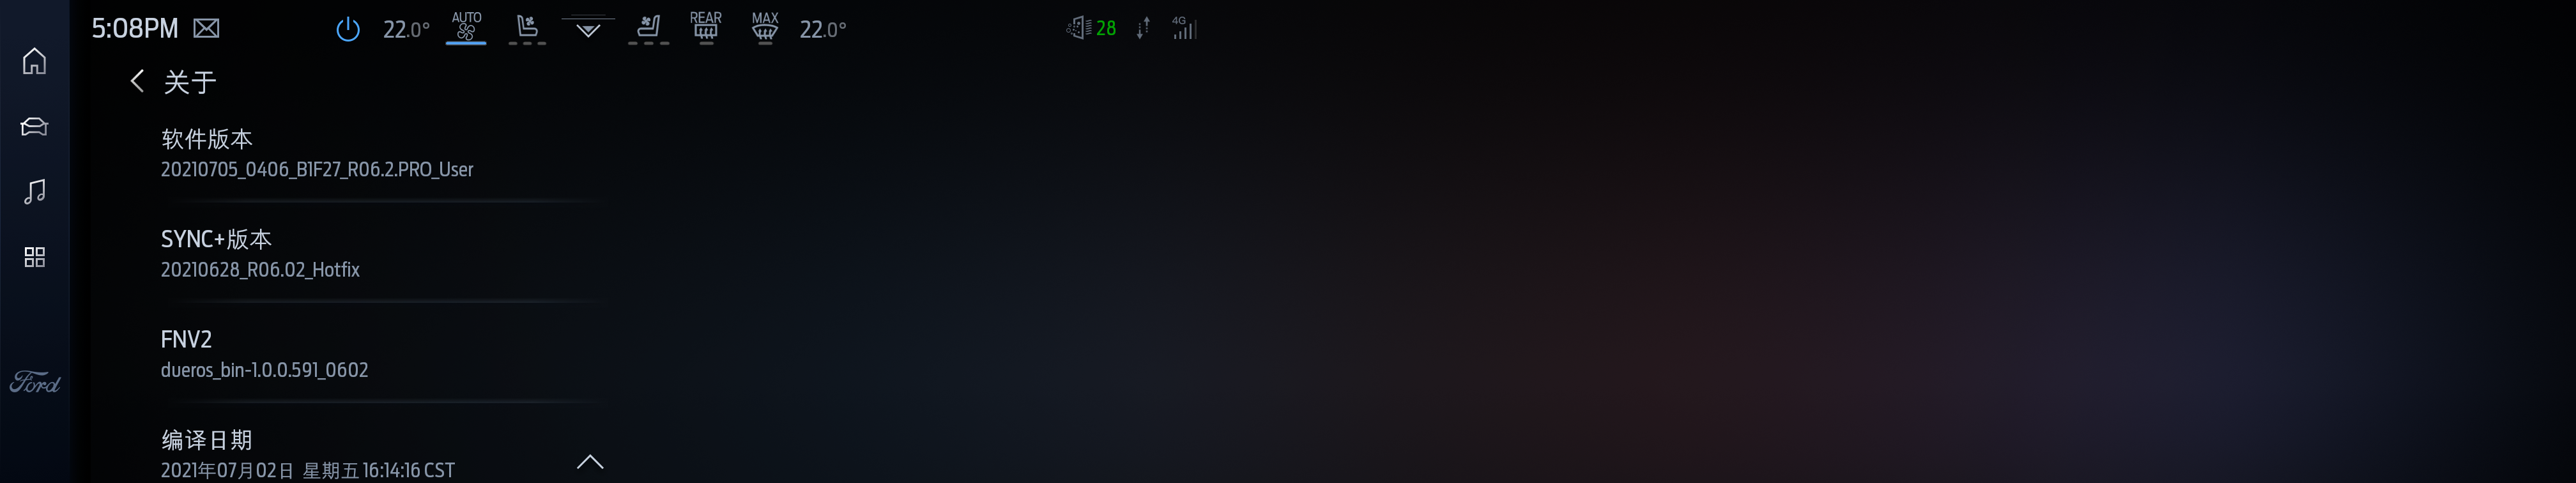 5:08PM
22.0°
AUTO
REAR
MAX
22.0°
28
4G
关于
软件版本
20210705_0406_B1F27_R06.2.PRO_User
SYNC+版本
20210628_R06.02_Hotfix
FNV2
dueros_bin-1.0.0.591_0602
Ford
编译日期
2021年07月02日 星期五 16:14:16 CST